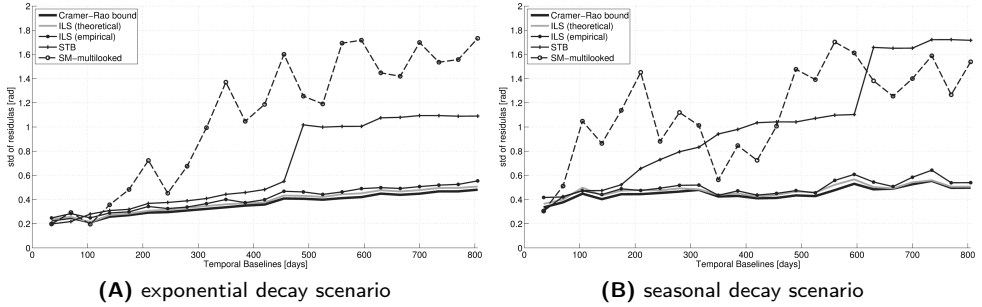 2
1.8
1.6
1.4
1.2
1
0.8
0.6
0.4
0.2
0
std of residulas [rad]
Cramer-Rao bound
ILS (theoretical)
ILS (empirical)
STB
SM-multilooked
0 100 200 300 400 500 600 700 800
Temporal Baselines [days]
(A) exponential decay scenario
2
1.8
1.6
1.4
1.2
1
0.8
0.6
0.4
0.2
0
std of residulas [rad]
Cramer-Rao bound
ILS (theoretical)
ILS (empirical)
STB
SM-multilooked
0 100 200 300 400 500 600 700 800
Temporal Baselines [days]
(B) seasonal decay scenario